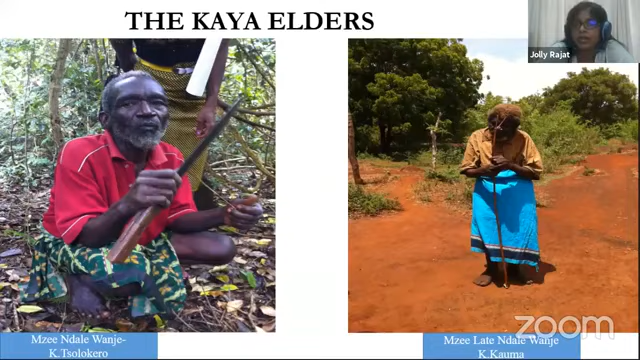 THE KAYA ELDERS
Jolly Rajat
Mzee Ndale Wanje-
K.Tsolokero
Mzee Late Ndale Wanje
K.Kauma
zoom